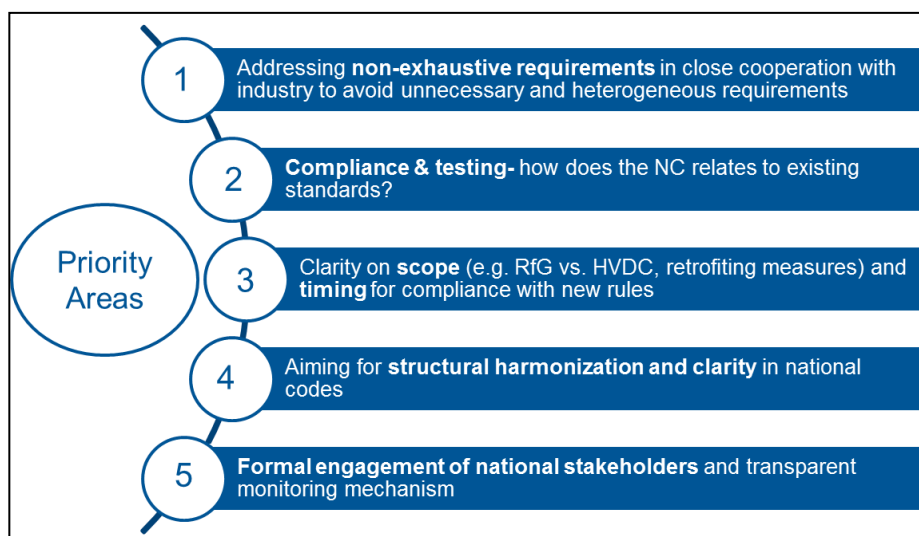 Priority
Areas
1
Addressing non-exhaustive requirements in close cooperation with
industry to avoid unnecessary and heterogeneous requirements
2
Compliance & testing- how does the NC relates to existing
standards?
3
Clarity on scope (e.g. RfG vs. HVDC, retrofiting measures) and
timing for compliance with new rules
4
Aiming for structural harmonization and clarity in national
codes
5
Formal engagement of national stakeholders and transparent
monitoring mechanism